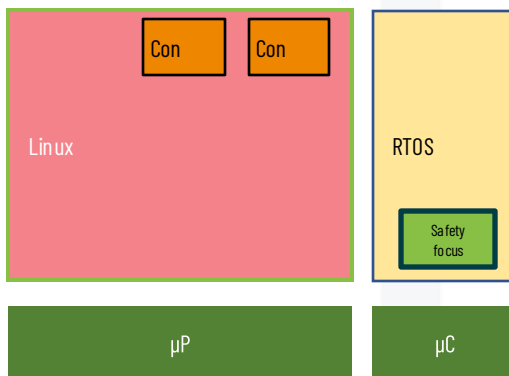 Con
Con
Linux
RTOS
Safety
focus
µP
µC